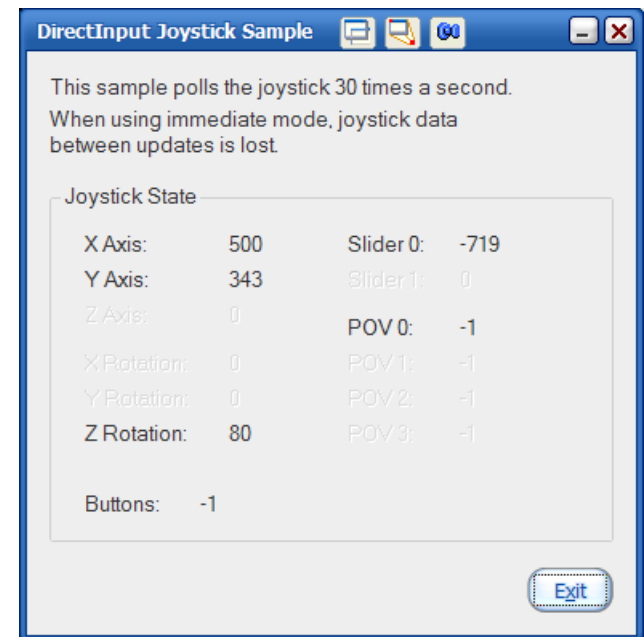 DirectInput Joystick Sample
This sample polls the joystick 30 times a second.
When using immediate mode, joystick data
between updates is lost.
Joystick State
X Axis: 500 Slider 0: -719
Y Axis: 343 Slider 1: 0
Z Axis: 0 POV 0: -1
X Rotation: 0 POV 1: -1
Y Rotation: 0 POV 2: -1
Z Rotation: 80 POV 3: -1
Buttons: -1
Exit